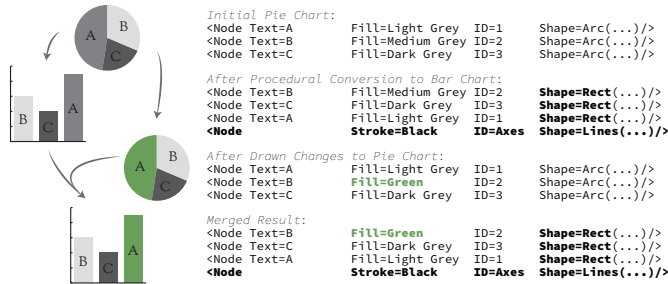 A
B
C
B
C
A
A
B
C
B
C
A
Initial Pie Chart:
<Node Text=A Fill=Light Grey ID=1 Shape=Arc(...)/>
<Node Text=B Fill=Medium Grey ID=2 Shape=Arc(...)/>
<Node Text=C Fill=Dark Grey ID=3 Shape=Arc(...)/>
After Procedural Conversion to Bar Chart:
<Node Text=B Fill=Medium Grey ID=2 Shape=Rect(...)/>
<Node Text=C Fill=Dark Grey ID=3 Shape=Rect(...)/>
<Node Text=A Fill=Light Grey ID=1 Shape=Rect(...)/>
<Node Stroke=Black ID=Axes Shape=Lines(...)/>
After Drawn Changes to Pie Chart:
<Node Text=A Fill=Light Grey ID=1 Shape=Arc(...)/>
<Node Text=B Fill=Green ID=2 Shape=Arc(...)/>
<Node Text=C Fill=Dark Grey ID=3 Shape=Arc(...)/>
Merged Result:
<Node Text=B Fill=Green ID=2 Shape=Rect(...)/>
<Node Text=C Fill=Dark Grey ID=3 Shape=Rect(...)/>
<Node Text=A Fill=Light Grey ID=1 Shape=Rect(...)/>
<Node Stroke=Black ID=Axes Shape=Lines(...)/>